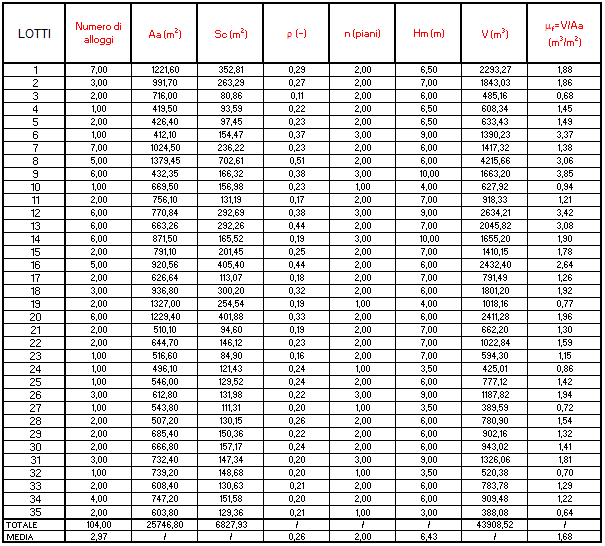 LOTTI Numero di alloggi Aa (m²) Sc (m²) ρ (-) n (piani) Hm (m) V (m³) μf=V/Aa (m³/m²)
1 7,00 1221,60 352,81 0,29 2,00 6,50 2293,27 1,88
2 3,00 991,70 263,29 0,27 2,00 7,00 1843,03 1,86
3 2,00 716,00 80,86 0,11 2,00 6,00 485,16 0,68
4 1,00 419,50 93,59 0,22 2,00 6,50 608,34 1,45
5 2,00 426,40 97,45 0,23 2,00 6,50 633,43 1,49
6 1,00 412,10 154,47 0,37 3,00 9,00 1390,23 3,37
7 7,00 1024,50 236,22 0,23 2,00 6,00 1417,32 1,38
8 5,00 1379,45 702,61 0,51 2,00 6,00 4215,66 3,06
9 6,00 432,35 166,32 0,38 3,00 10,00 1663,20 3,85
10 1,00 669,50 156,98 0,23 1,00 4,00 627,92 0,94
11 2,00 756,10 131,19 0,17 2,00 7,00 918,33 1,21
12 6,00 770,84 292,69 0,38 3,00 9,00 2634,21 3,42
13 6,00 663,26 292,26 0,44 2,00 7,00 2045,82 3,08
14 6,00 871,50 165,52 0,19 3,00 10,00 1655,20 1,90
15 2,00 791,10 201,45 0,25 2,00 7,00 1410,15 1,78
16 5,00 920,56 405,40 0,44 2,00 6,00 2432,40 2,64
17 2,00 626,64 113,07 0,18 2,00 7,00 791,49 1,26
18 3,00 936,80 300,20 0,32 2,00 6,00 1801,20 1,92
19 2,00 1327,00 254,54 0,19 1,00 4,00 1018,16 0,77
20 6,00 1229,40 401,88 0,33 2,00 6,00 2411,28 1,96
21 2,00 510,10 94,60 0,19 2,00 7,00 662,20 1,30
22 2,00 644,70 146,12 0,23 2,00 7,00 1022,84 1,59
23 1,00 516,60 84,90 0,16 2,00 7,00 594,30 1,15
24 1,00 496,10 121,43 0,24 1,00 3,50 425,01 0,86
25 1,00 546,00 129,52 0,24 2,00 6,00 777,12 1,42
26 3,00 612,80 131,98 0,22 3,00 9,00 1187,82 1,94
27 1,00 543,80 111,31 0,20 1,00 3,50 389,59 0,72
28 2,00 507,20 130,15 0,26 2,00 6,00 780,90 1,54
29 2,00 685,40 150,36 0,22 2,00 6,00 902,16 1,32
30 2,00 666,80 157,17 0,24 2,00 6,00 943,02 1,41
31 3,00 732,40 147,34 0,20 3,00 9,00 1326,06 1,81
32 1,00 739,20 148,68 0,20 1,00 3,50 520,38 0,70
33 2,00 608,40 130,63 0,21 2,00 6,00 783,78 1,29
34 4,00 747,20 151,58 0,20 2,00 6,00 909,48 1,22
35 2,00 603,80 129,36 0,21 1,00 3,00 388,08 0,64
TOTALE 104,00 25746,80 6827,93 / / / 43908,52 /
MEDIA 2,97 / / 0,26 2,00 6,43 / 1,68